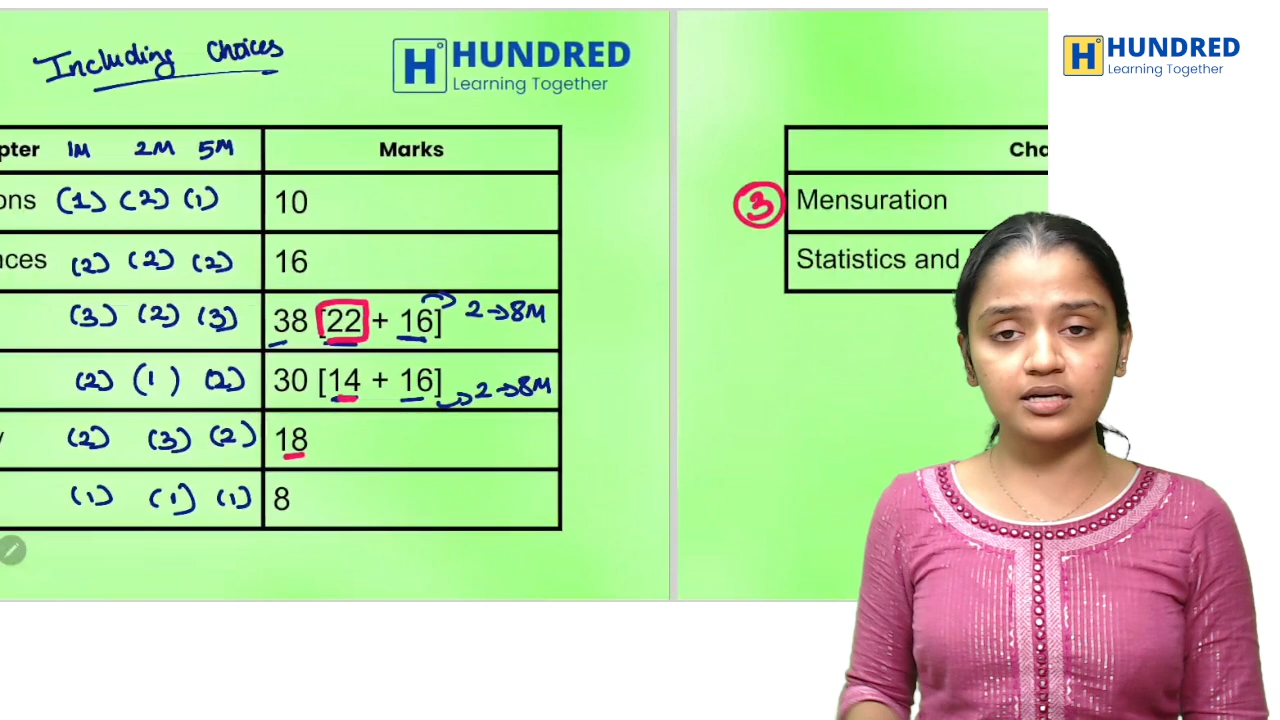 Including Choices
HUNDRED
Learning Together
HUNDRED
Learning Together
pter 1M 2M 5M Marks
ons (1) (2) (1) 10
nces (2) (2) (2) 16
(3) (2) (3) 38 [22 + 16] 2→8M
(2) (1) (2) 30 [14 + 16] 2→8M
(2) (3) (2) 18
(1) (1) (1) 8
Cha
3 Mensuration
Statistics and